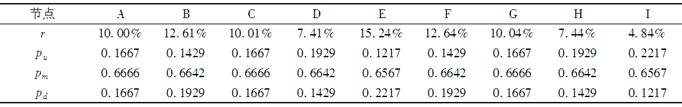 节点 A B C D E F G H I
r 10.00% 12.61% 10.01% 7.41% 15.24% 12.64% 10.04% 7.44% 4.84%
pu 0.1667 0.1429 0.1667 0.1929 0.1217 0.1429 0.1667 0.1929 0.2217
pm 0.6666 0.6642 0.6666 0.6642 0.6567 0.6642 0.6666 0.6642 0.6567
pd 0.1667 0.1929 0.1667 0.1429 0.2217 0.1929 0.1667 0.1429 0.1217